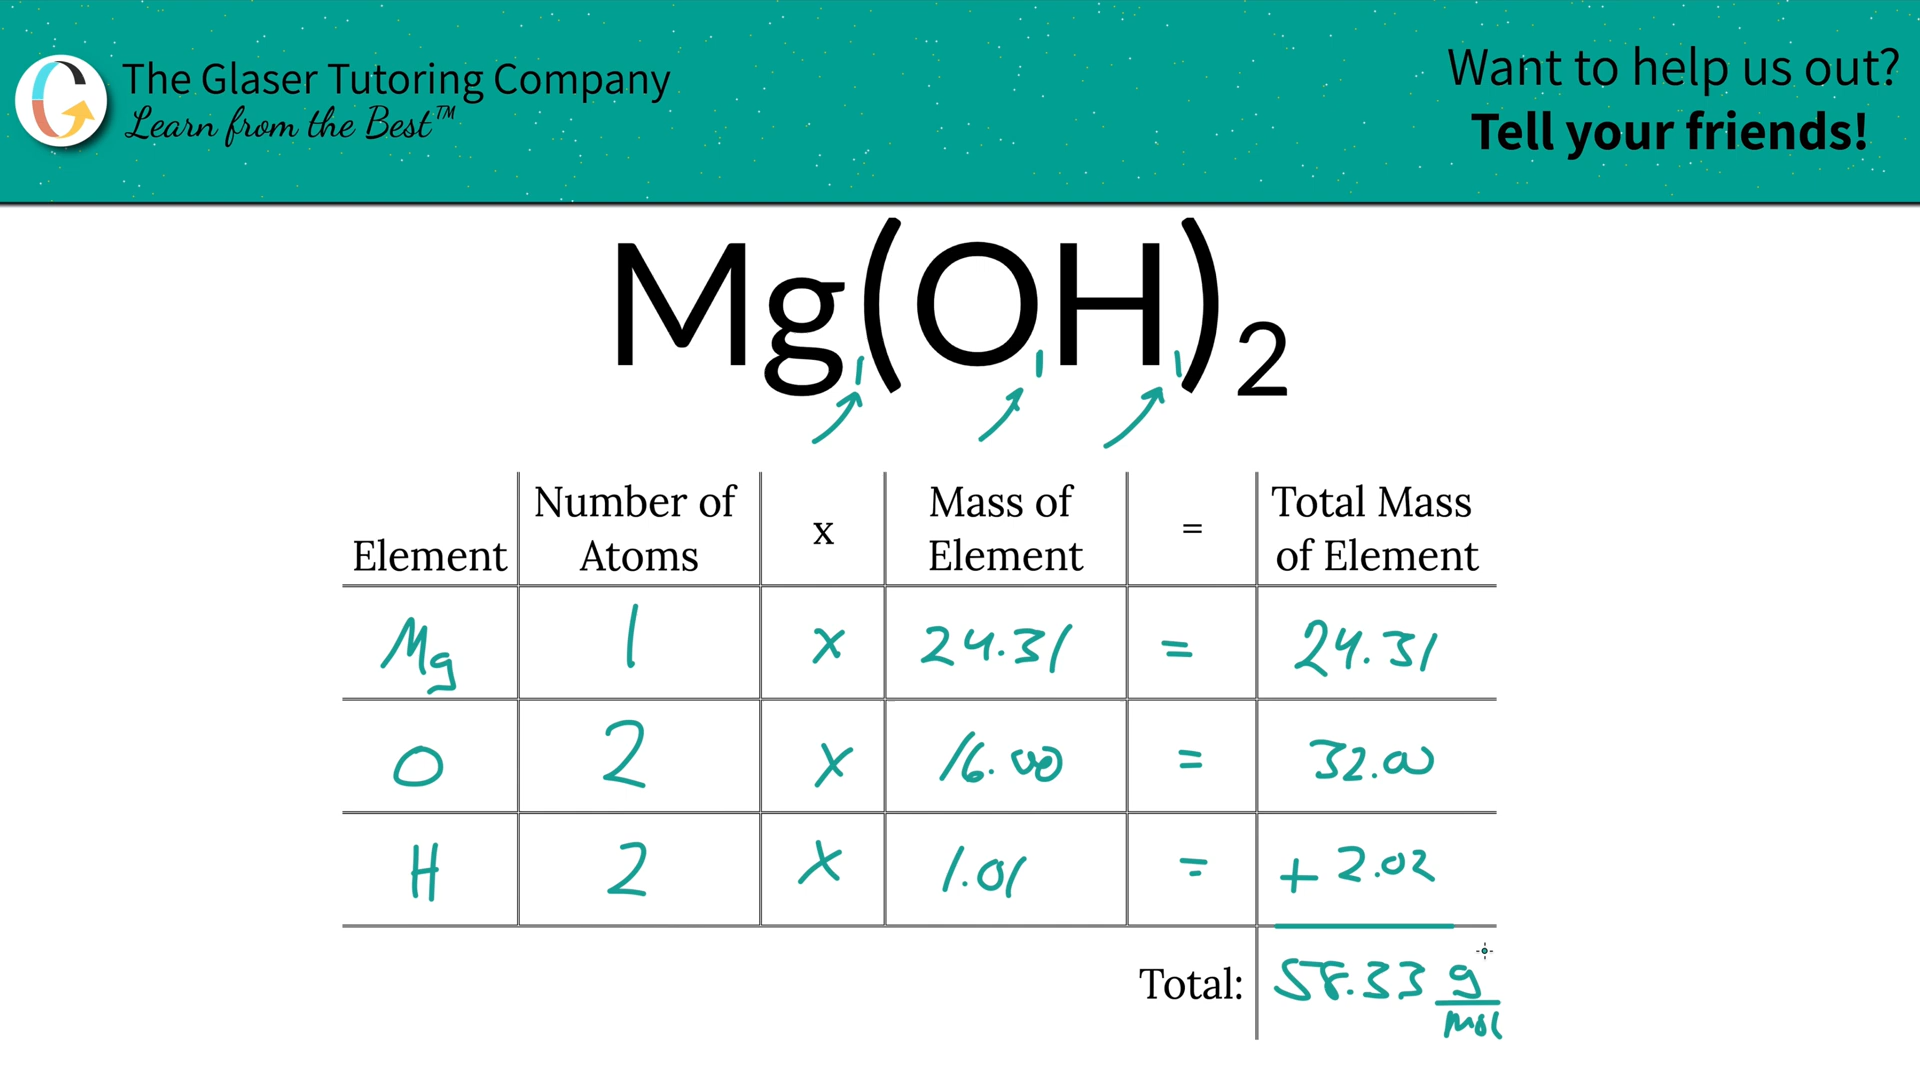 The Glaser Tutoring Company
Learn from the Best™
Want to help us out?
Tell your friends!
Mg(OH)₂
1 1 1
Element | Number of Atoms | x | Mass of Element | = | Total Mass of Element
Mg 1 x 24.31 = 24.31
O 2 x 16.00 = 32.00
H 2 x 1.01 = + 2.02
Total: 58.33 g/mol